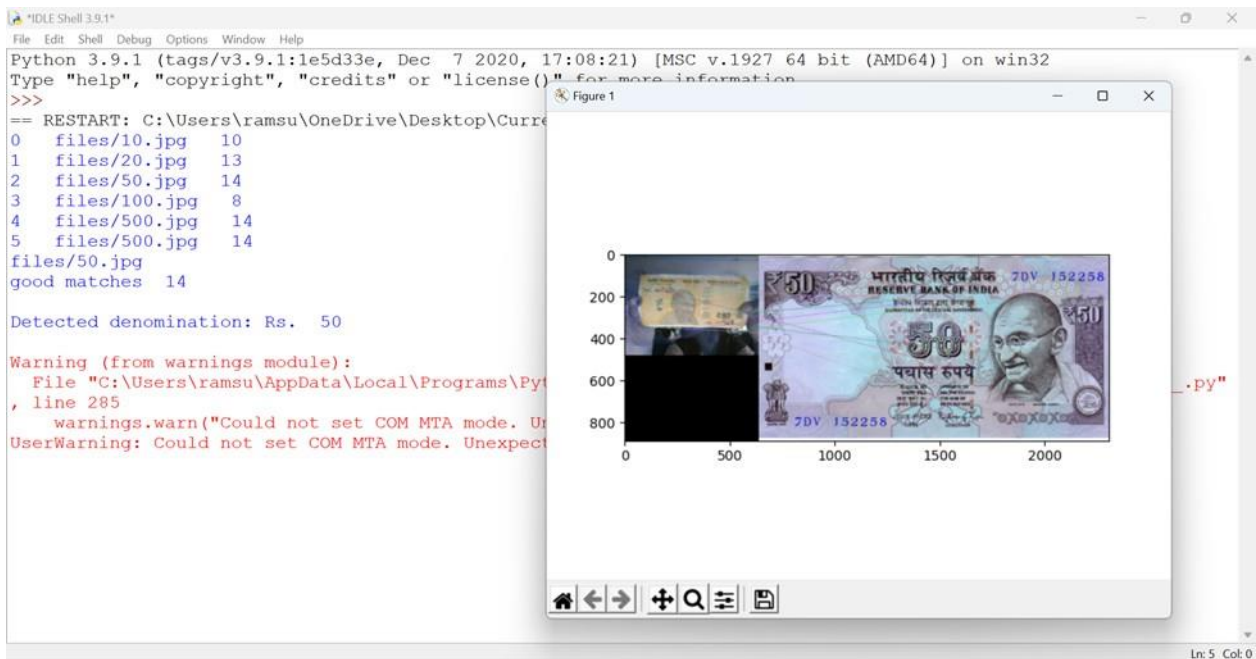 *IDLE Shell 3.9.1*
File Edit Shell Debug Options Window Help
Python 3.9.1 (tags/v3.9.1:1e5d33e, Dec  7 2020, 17:08:21) [MSC v.1927 64 bit (AMD64)] on win32
Type "help", "copyright", "credits" or "license()" for more information
>>>
== RESTART: C:\Users\ramsu\OneDrive\Desktop\Curre
0   files/10.jpg   10
1   files/20.jpg   13
2   files/50.jpg   14
3   files/100.jpg   8
4   files/500.jpg   14
5   files/500.jpg   14
files/50.jpg
good matches  14
Detected denomination: Rs.  50
Warning (from warnings module):
File "C:\Users\ramsu\AppData\Local\Programs\Pyt
__.py"
, line 285
warnings.warn("Could not set COM MTA mode. Un
UserWarning: Could not set COM MTA mode. Unexpect
Figure 1
0
200
400
600
800
0 500 1000 1500 2000
₹50
भारतीय रिज़र्व बैंक
7DV 152258
RESERVE BANK OF INDIA
₹50
50
पचास रुपये
7DV 152258
Ln: 5 Col: 0